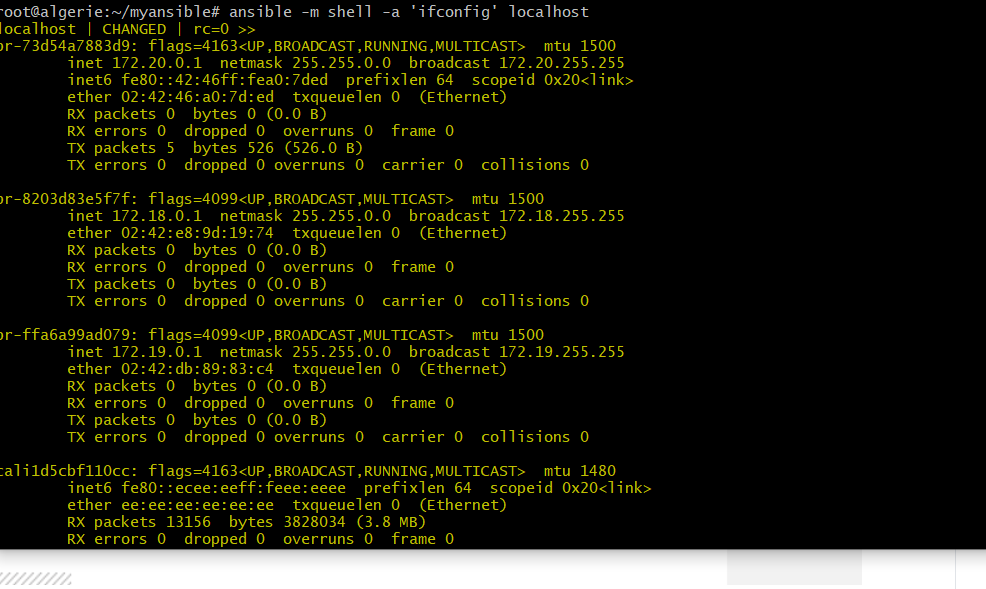 root@algerie:~/myansible# ansible -m shell -a 'ifconfig' localhost
localhost | CHANGED | rc=0 >>
br-73d54a7883d9: flags=4163<UP,BROADCAST,RUNNING,MULTICAST>  mtu 1500
        inet 172.20.0.1  netmask 255.255.0.0  broadcast 172.20.255.255
        inet6 fe80::42:46ff:fea0:7ded  prefixlen 64  scopeid 0x20<link>
        ether 02:42:46:a0:7d:ed  txqueuelen 0  (Ethernet)
        RX packets 0  bytes 0 (0.0 B)
        RX errors 0  dropped 0  overruns 0  frame 0
        TX packets 5  bytes 526 (526.0 B)
        TX errors 0  dropped 0 overruns 0  carrier 0  collisions 0

br-8203d83e5f7f: flags=4099<UP,BROADCAST,MULTICAST>  mtu 1500
        inet 172.18.0.1  netmask 255.255.0.0  broadcast 172.18.255.255
        ether 02:42:e8:9d:19:74  txqueuelen 0  (Ethernet)
        RX packets 0  bytes 0 (0.0 B)
        RX errors 0  dropped 0  overruns 0  frame 0
        TX packets 0  bytes 0 (0.0 B)
        TX errors 0  dropped 0 overruns 0  carrier 0  collisions 0

br-ffa6a99ad079: flags=4099<UP,BROADCAST,MULTICAST>  mtu 1500
        inet 172.19.0.1  netmask 255.255.0.0  broadcast 172.19.255.255
        ether 02:42:db:89:83:c4  txqueuelen 0  (Ethernet)
        RX packets 0  bytes 0 (0.0 B)
        RX errors 0  dropped 0  overruns 0  frame 0
        TX packets 0  bytes 0 (0.0 B)
        TX errors 0  dropped 0 overruns 0  carrier 0  collisions 0

cali1d5cbf110cc: flags=4163<UP,BROADCAST,RUNNING,MULTICAST>  mtu 1480
        inet6 fe80::ecee:eeff:feee:eeee  prefixlen 64  scopeid 0x20<link>
        ether ee:ee:ee:ee:ee:ee  txqueuelen 0  (Ethernet)
        RX packets 13156  bytes 3828034 (3.8 MB)
        RX errors 0  dropped 0  overruns 0  frame 0